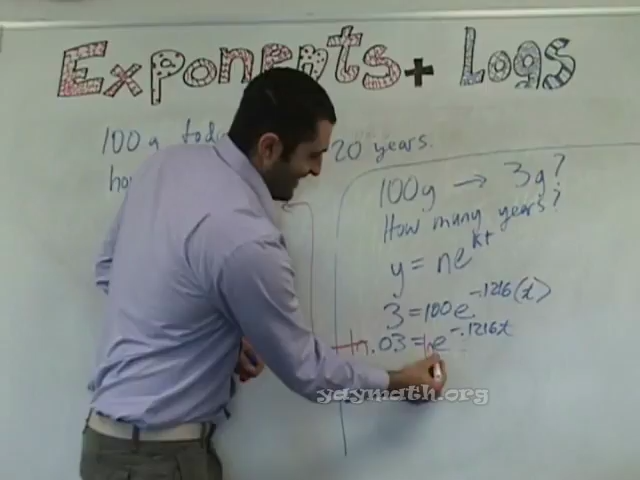 Exponents + Logs
100g
20 years.
100g → 3g?
How many years?
y = ne^kt
3 = 100e^-.1216(t)
ln .03 = e^-.1216t
yaymath.org